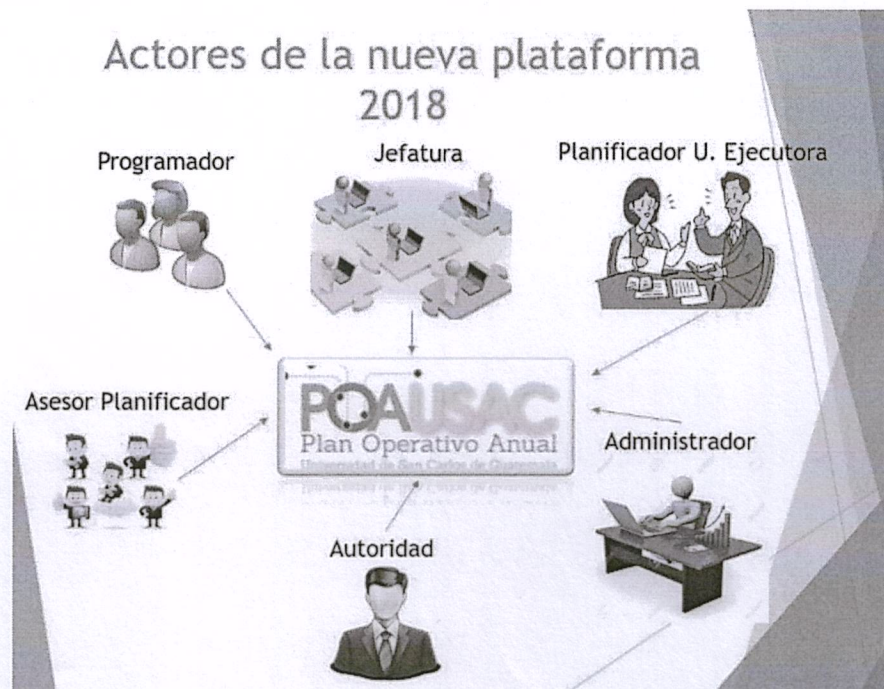 Actores de la nueva plataforma
2018
Programador
Jefatura
Planificador U. Ejecutora
POAUSAC
Plan Operativo Anual
Universidad de San Carlos de Guatemala
Asesor Planificador
Administrador
Autoridad